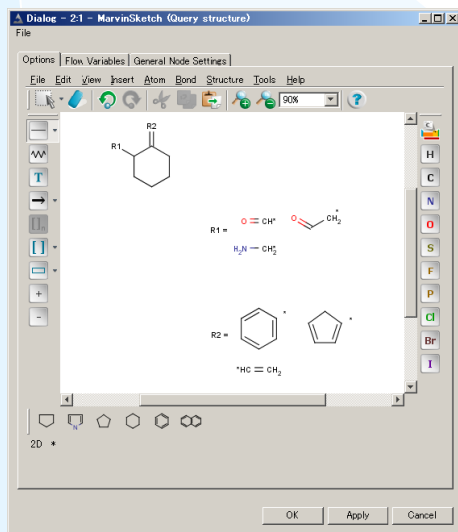 Dialog - 2:1 - MarvinSketch (Query structure)
File
Options Flow Variables General Node Settings
File Edit View Insert Atom Bond Structure Tools Help
90% ?
R2
R1
R1 = O CH* O CH2*
H2N CH2*
R2 = * *
*HC CH2
T
[ ]n
[ ]
+
-
C
H
C
N
O
S
F
P
Cl
Br
I
N
2D *
OK Apply Cancel